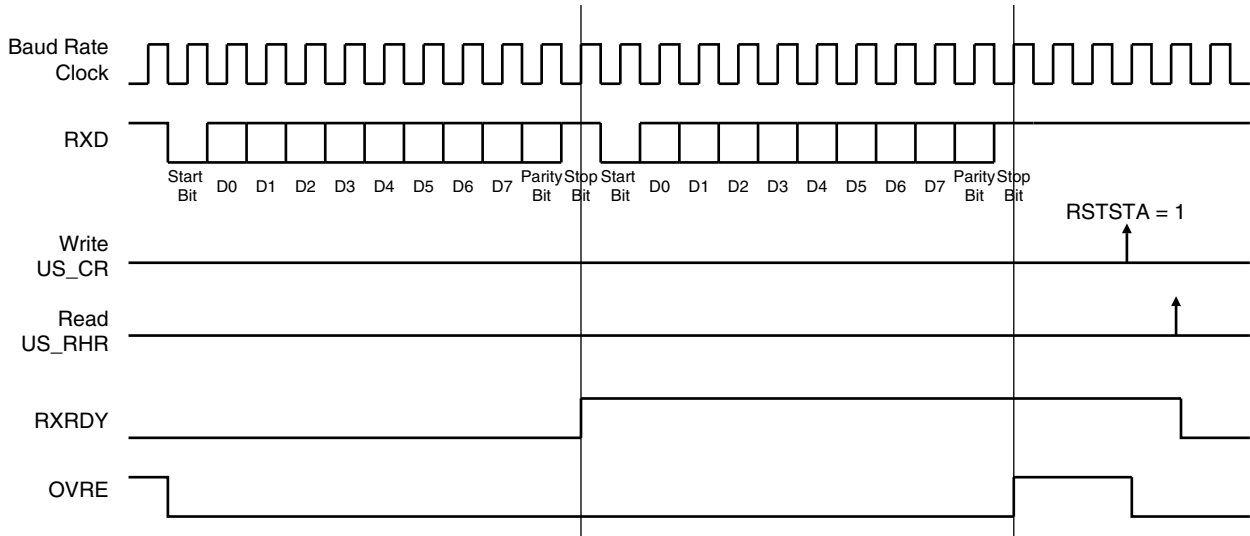 Baud Rate
Clock
RXD
Start
Bit
D0
D1
D2
D3
D4
D5
D6
D7
Parity
Bit
Stop
Bit
Start
Bit
D0
D1
D2
D3
D4
D5
D6
D7
Parity
Bit
Stop
Bit
RSTSTA = 1
Write
US_CR
Read
US_RHR
RXRDY
OVRE